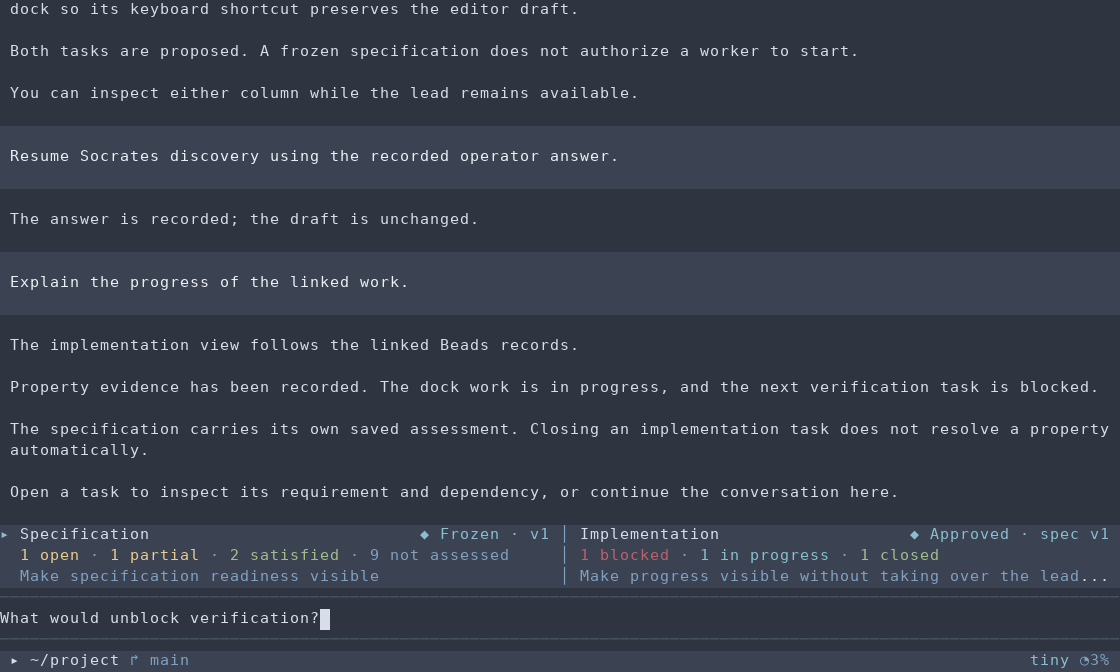 dock so its keyboard shortcut preserves the editor draft.
Both tasks are proposed. A frozen specification does not authorize a worker to start.
You can inspect either column while the lead remains available.
Resume Socrates discovery using the recorded operator answer.
The answer is recorded; the draft is unchanged.
Explain the progress of the linked work.
The implementation view follows the linked Beads records.
Property evidence has been recorded. The dock work is in progress, and the next verification task is blocked.
The specification carries its own saved assessment. Closing an implementation task does not resolve a property
automatically.
Open a task to inspect its requirement and dependency, or continue the conversation here.
▸ Specification ◆ Frozen · v1 │ Implementation ◆ Approved · spec v1
1 open · 1 partial · 2 satisfied · 9 not assessed │ 1 blocked · 1 in progress · 1 closed
Make specification readiness visible │ Make progress visible without taking over the lead...
What would unblock verification?
▸ ~/project ↱ main tiny ◔3%